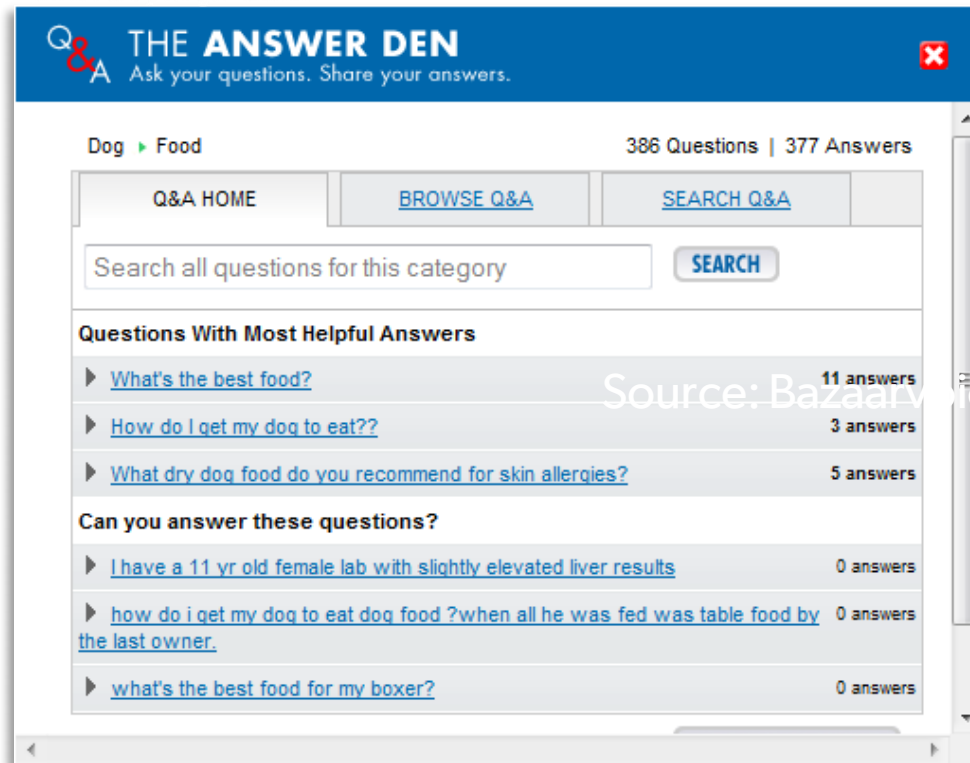 Q&A THE ANSWER DEN
Ask your questions. Share your answers.
Dog Food 386 Questions | 377 Answers
Q&A HOME BROWSE Q&A SEARCH Q&A
Search all questions for this category SEARCH
Questions With Most Helpful Answers
What's the best food? 11 answers
Source:
How do I get my dog to eat?? 3 answers
What dry dog food do you recommend for skin allergies? 5 answers
Can you answer these questions?
I have a 11 yr old female lab with slightly elevated liver results 0 answers
how do i get my dog to eat dog food ?when all he was fed was table food by 0 answers
the last owner.
what's the best food for my boxer? 0 answers